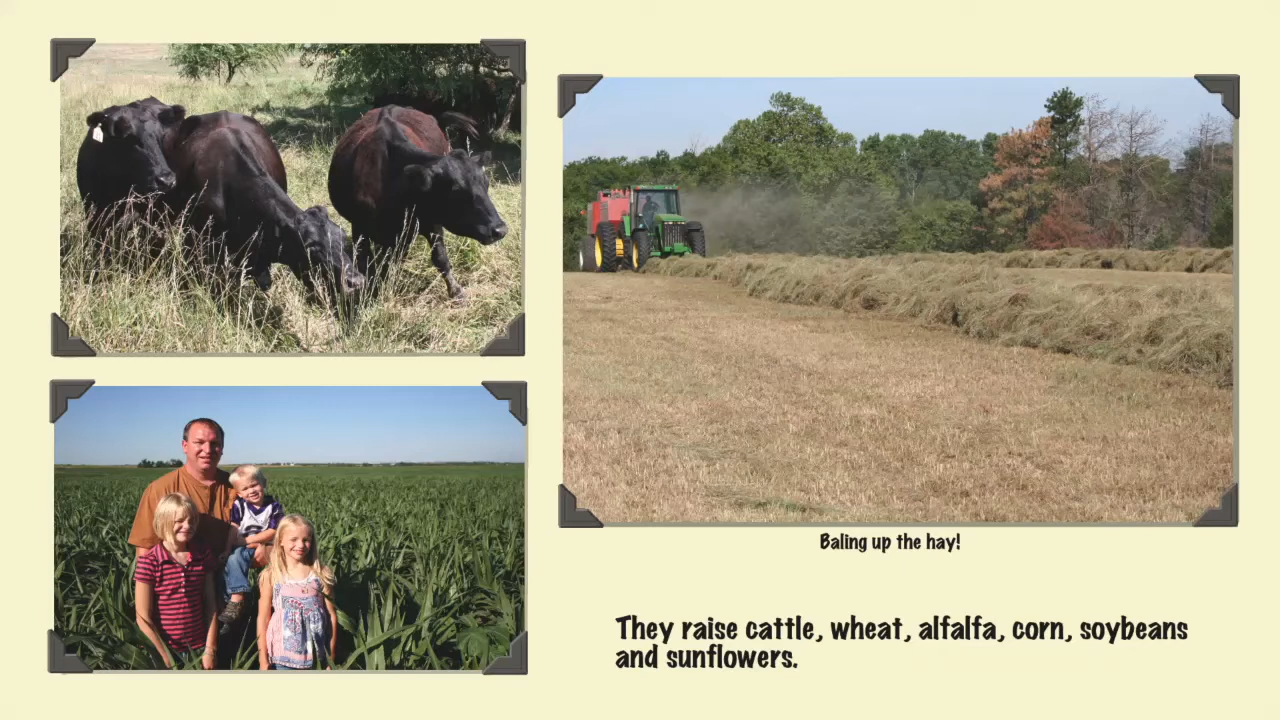 Baling up the hay!
They raise cattle, wheat, alfalfa, corn, soybeans
and sunflowers.